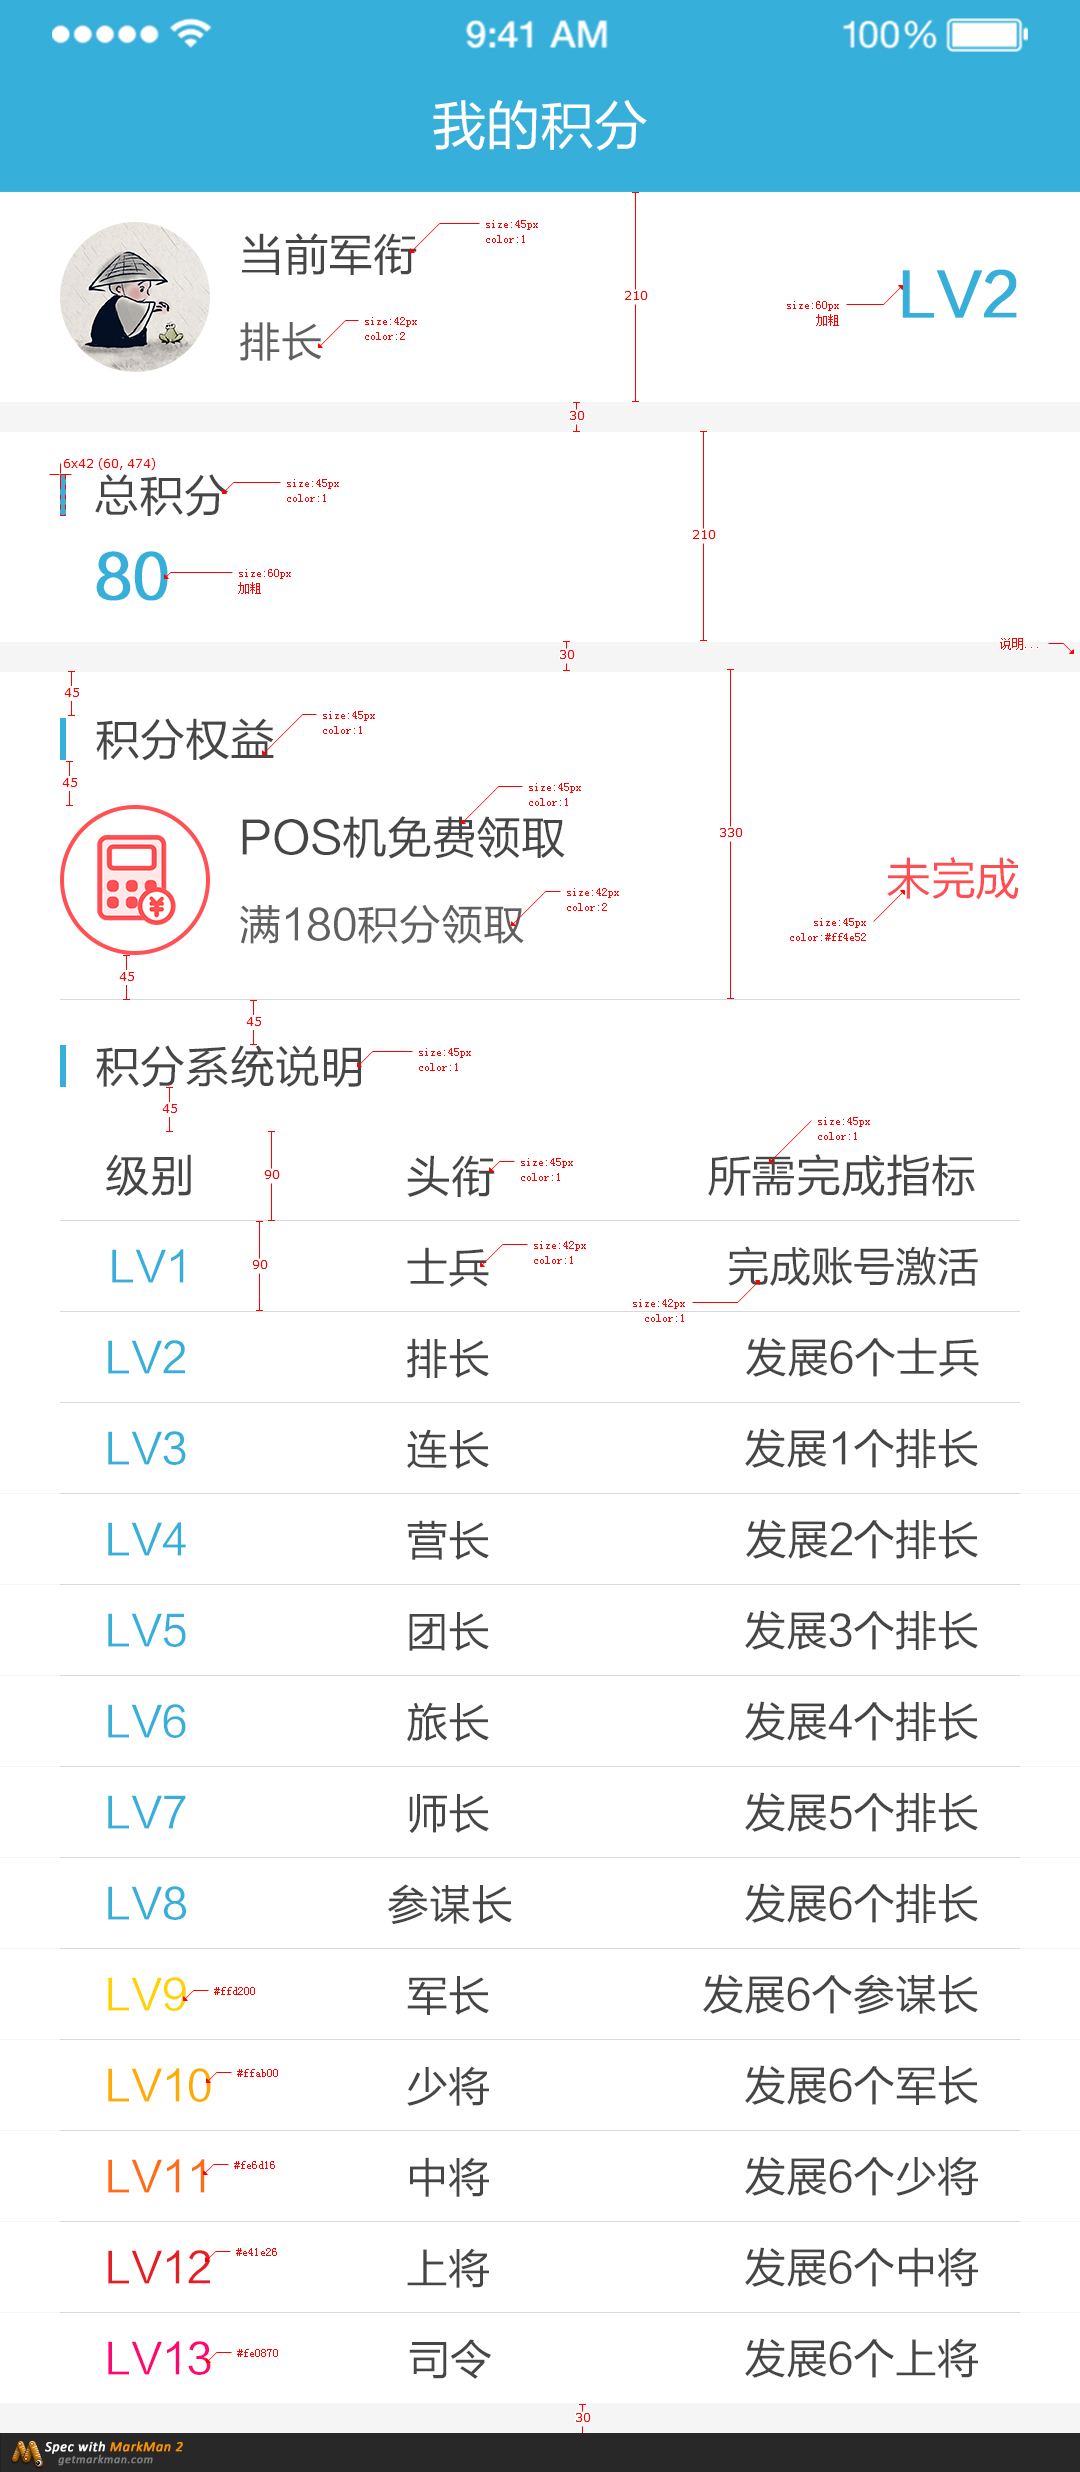 9:41 AM
100%
我的积分
当前军衔
size:45px
color:1
排长
size:42px
color:2
210
size:60px
加粗
LV2
30
6x42 (60, 474)
总积分
size:45px
color:1
80
size:60px
加粗
210
30
说明...
45
积分权益
size:45px
color:1
45
POS机免费领取
size:45px
color:1
满180积分领取
size:42px
color:2
330
未完成
size:45px
color:#ff4e52
45
45
积分系统说明
size:45px
color:1
45
级别
90
头衔
size:45px
color:1
所需完成指标
size:45px
color:1
LV1
90
士兵
size:42px
color:1
完成账号激活
size:42px
color:1
LV2 排长 发展6个士兵
LV3 连长 发展1个排长
LV4 营长 发展2个排长
LV5 团长 发展3个排长
LV6 旅长 发展4个排长
LV7 师长 发展5个排长
LV8 参谋长 发展6个排长
LV9 #ffd200 军长 发展6个参谋长
LV10 #ffab00 少将 发展6个军长
LV11 #fe6d16 中将 发展6个少将
LV12 #e41e26 上将 发展6个中将
LV13 #fe0870 司令 发展6个上将
30
Spec with MarkMan 2
getmarkman.com